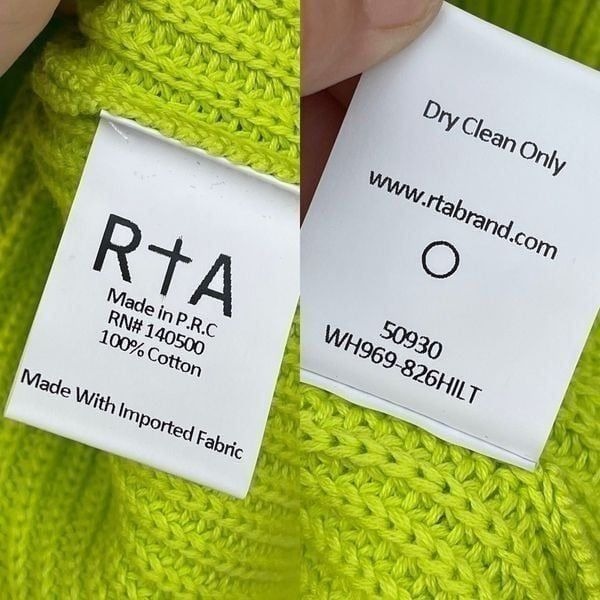 R†A
Made in P.R.C
RN# 140500
100% Cotton
Made With Imported Fabric
Dry Clean Only
www.rtabrand.com
50930
WH969-826HILT